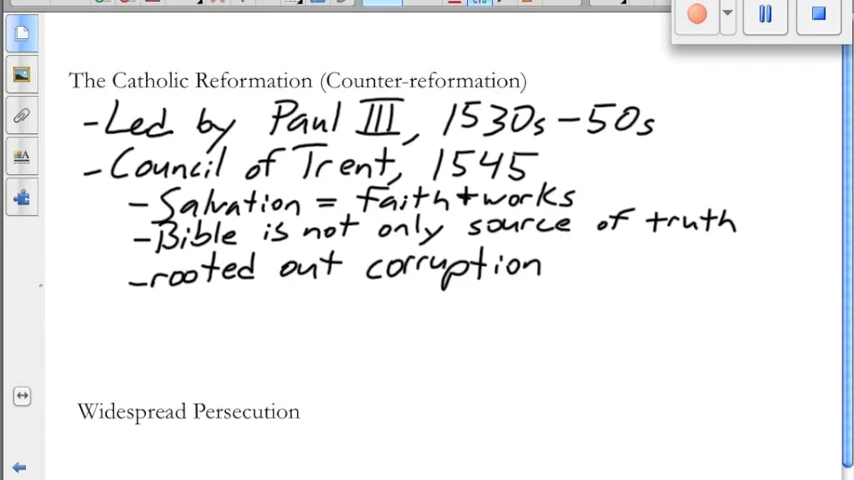 The Catholic Reformation (Counter-reformation)
-Led by Paul III, 1530s-50s
-Council of Trent, 1545
-Salvation = faith+works
-Bible is not only source of truth
-rooted out corruption
Widespread Persecution